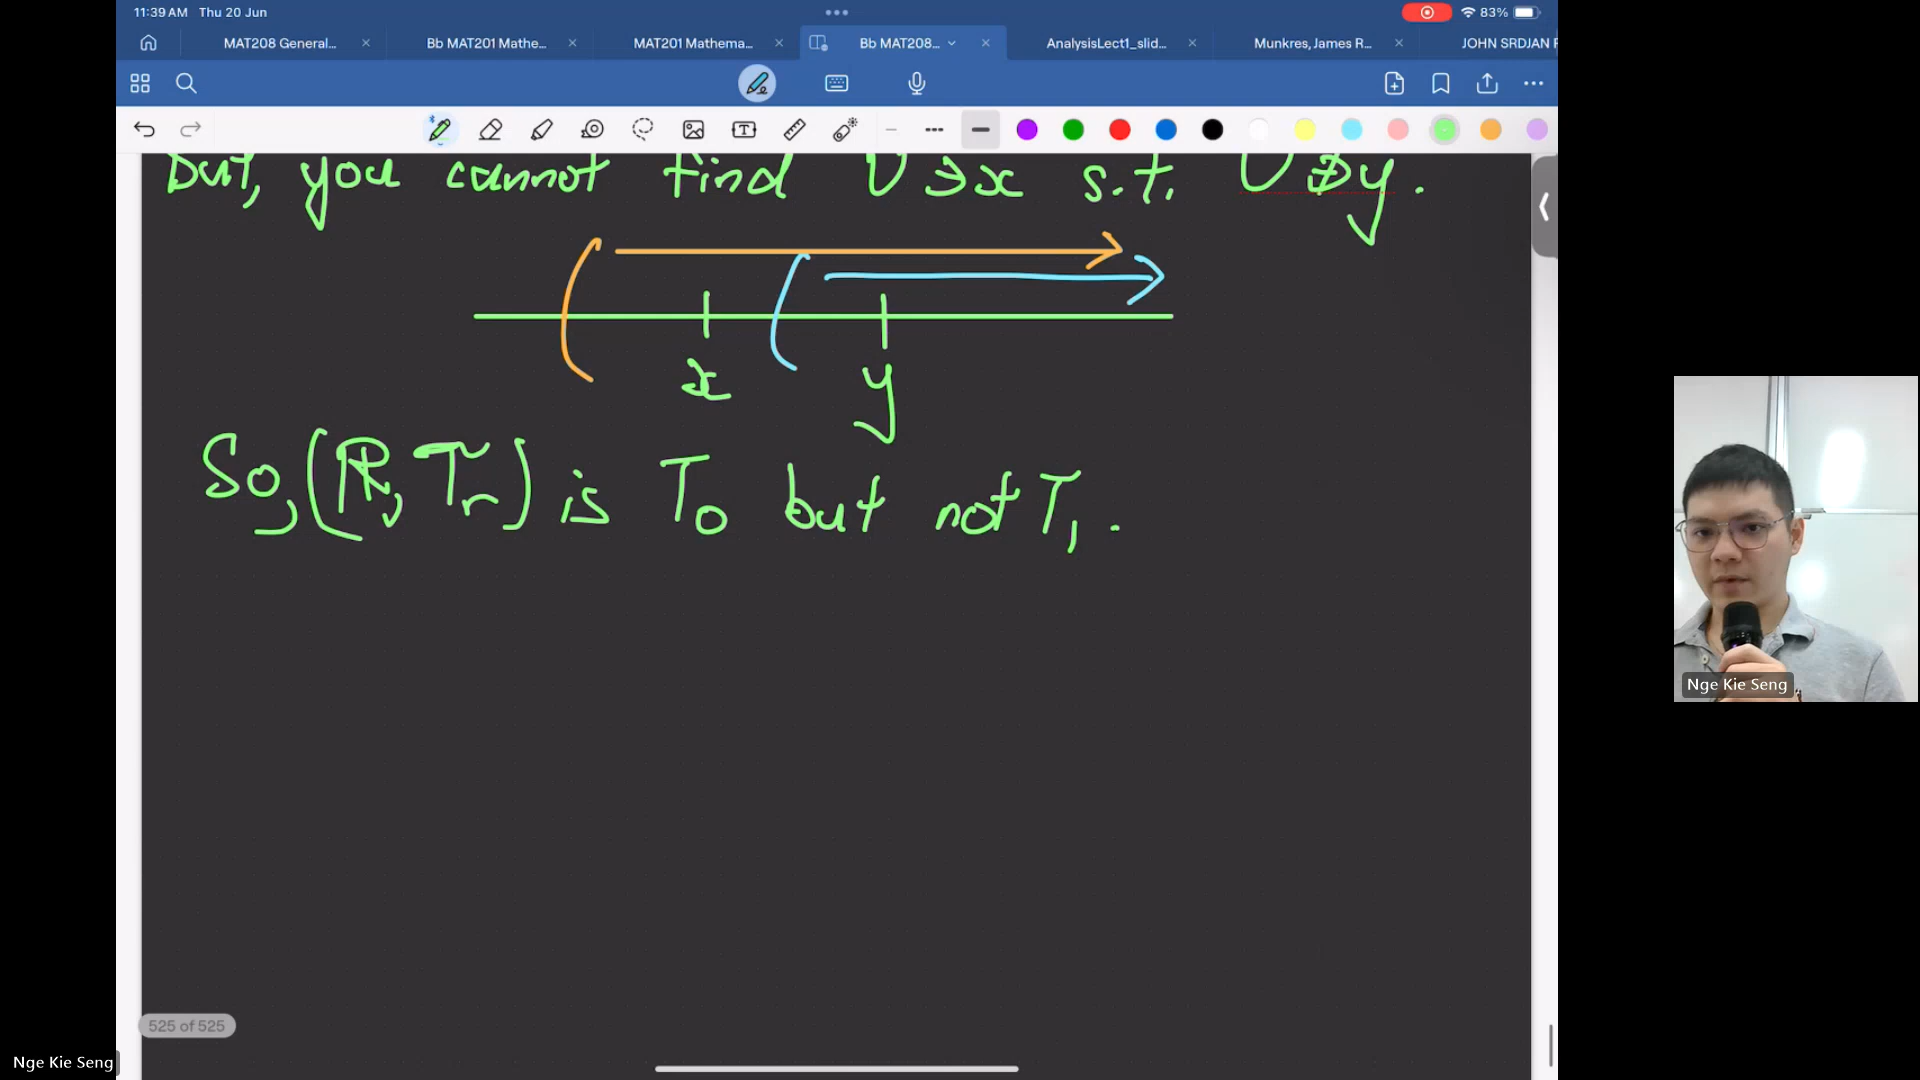 11:39 AM Thu 20 Jun
83%
MAT208 General...
Bb MAT201 Mathe...
MAT201 Mathema...
Bb MAT208...
AnalysisLect1_slid...
Munkres, James R...
JOHN SRDJAN P
but, you cannot find U∋x s.t. U∌y.
x y
So, (ℝ, 𝒯ᵣ) is T₀ but not T₁.
525 of 525
Nge Kie Seng
Nge Kie Seng